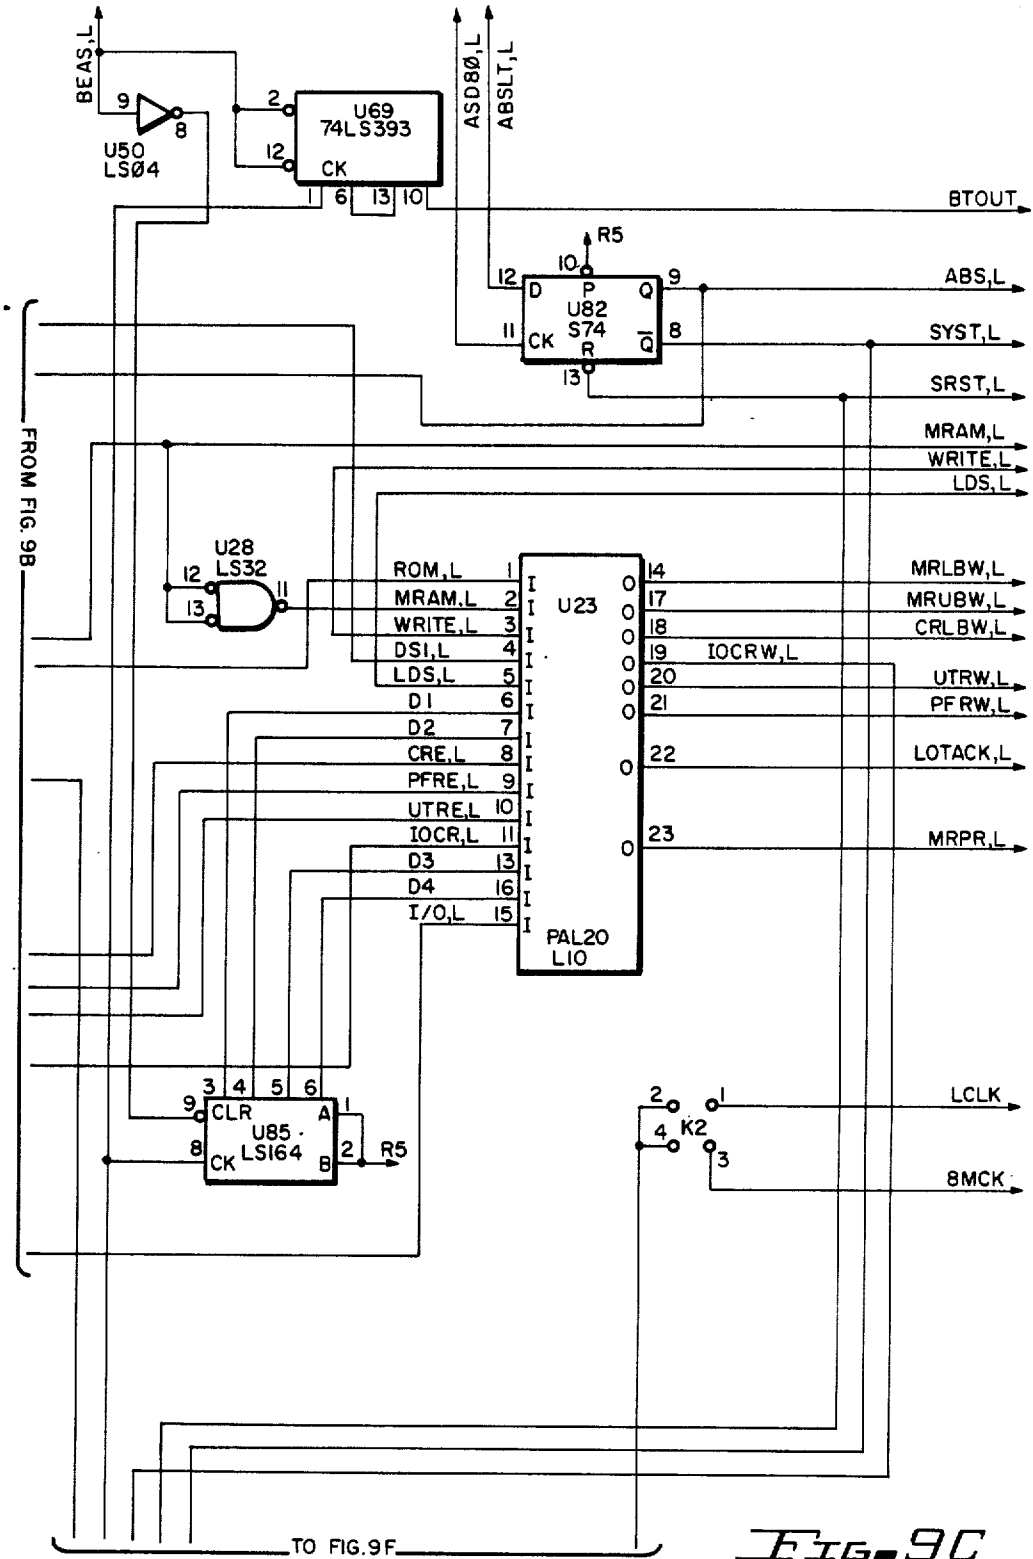 BEAS,L
ASD8Ø,L
ABSLT,L
9
8
U50
LSØ4
2
12
U69
74LS393
CK
1 6 13 10
BTOUT
R5
10
12 D P Q 9
ABS,L
U82
S74
11 CK R Q̅ 8
SYST,L
13
SRST,L
MRAM,L
WRITE,L
LDS,L
FROM FIG. 9B
U28
LS32
12
13
11
ROM,L 1 I
MRAM,L 2 I
WRITE,L 3 I
DSI,L 4 I
LDS,L 5 I
D1 6 I
D2 7 I
CRE,L 8 I
PFRE,L 9 I
UTRE,L 10 I
IOCR,L 11 I
D3 13 I
D4 16 I
I/O,L 15 I
U23
PAL20
L10
O 14 MRLBW,L
O 17 MRUBW,L
O 18 CRLBW,L
O 19 IOCRW,L
O 20 UTRW,L
O 21 PFRW,L
O 22 LOTACK,L
O 23 MRPR,L
3 4 5 6
9 CLR A 1
U85
LS164
8 CK B 2 R5
2 1 LCLK
K2
4 3
8MCK
TO FIG. 9F
FIG. 9C